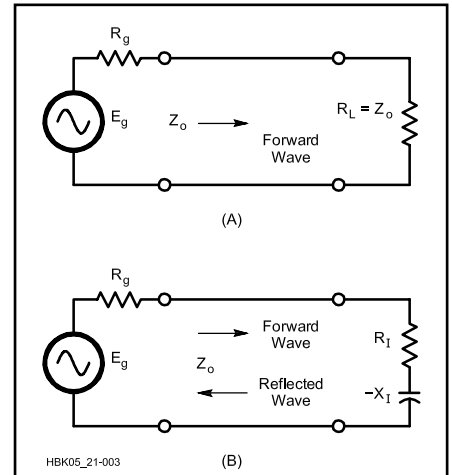 Rg
Eg
Zo
RL = Zo
Forward
Wave
(A)
Rg
Eg
Forward
Wave
Zo
Reflected
Wave
RI
-XI
HBK05_21-003
(B)